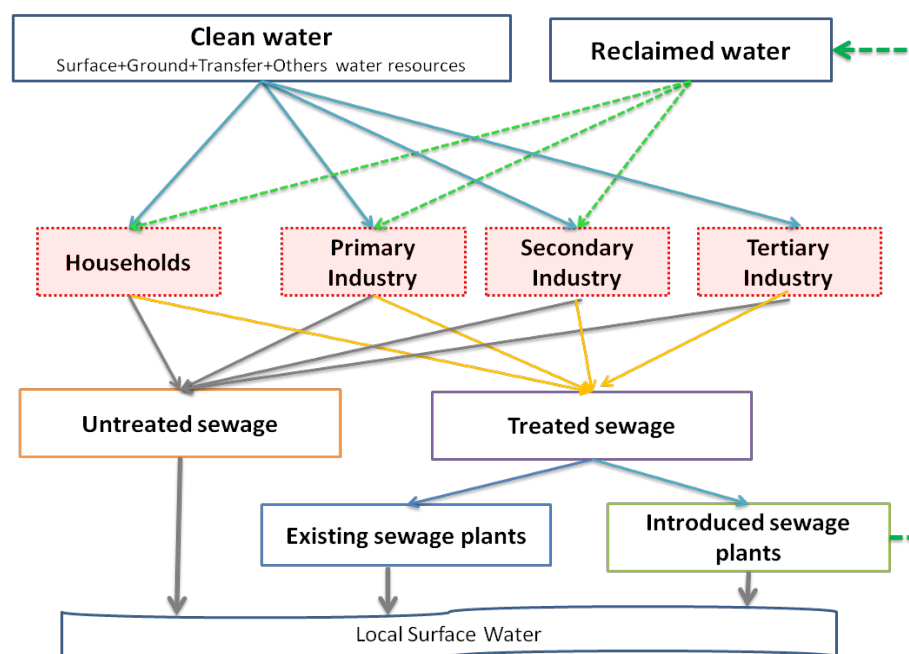 Clean water
Surface+Ground+Transfer+Others water resources
Reclaimed water
Households
Primary
Industry
Secondary
Industry
Tertiary
Industry
Untreated sewage
Treated sewage
Existing sewage plants
Introduced sewage
plants
Local Surface Water